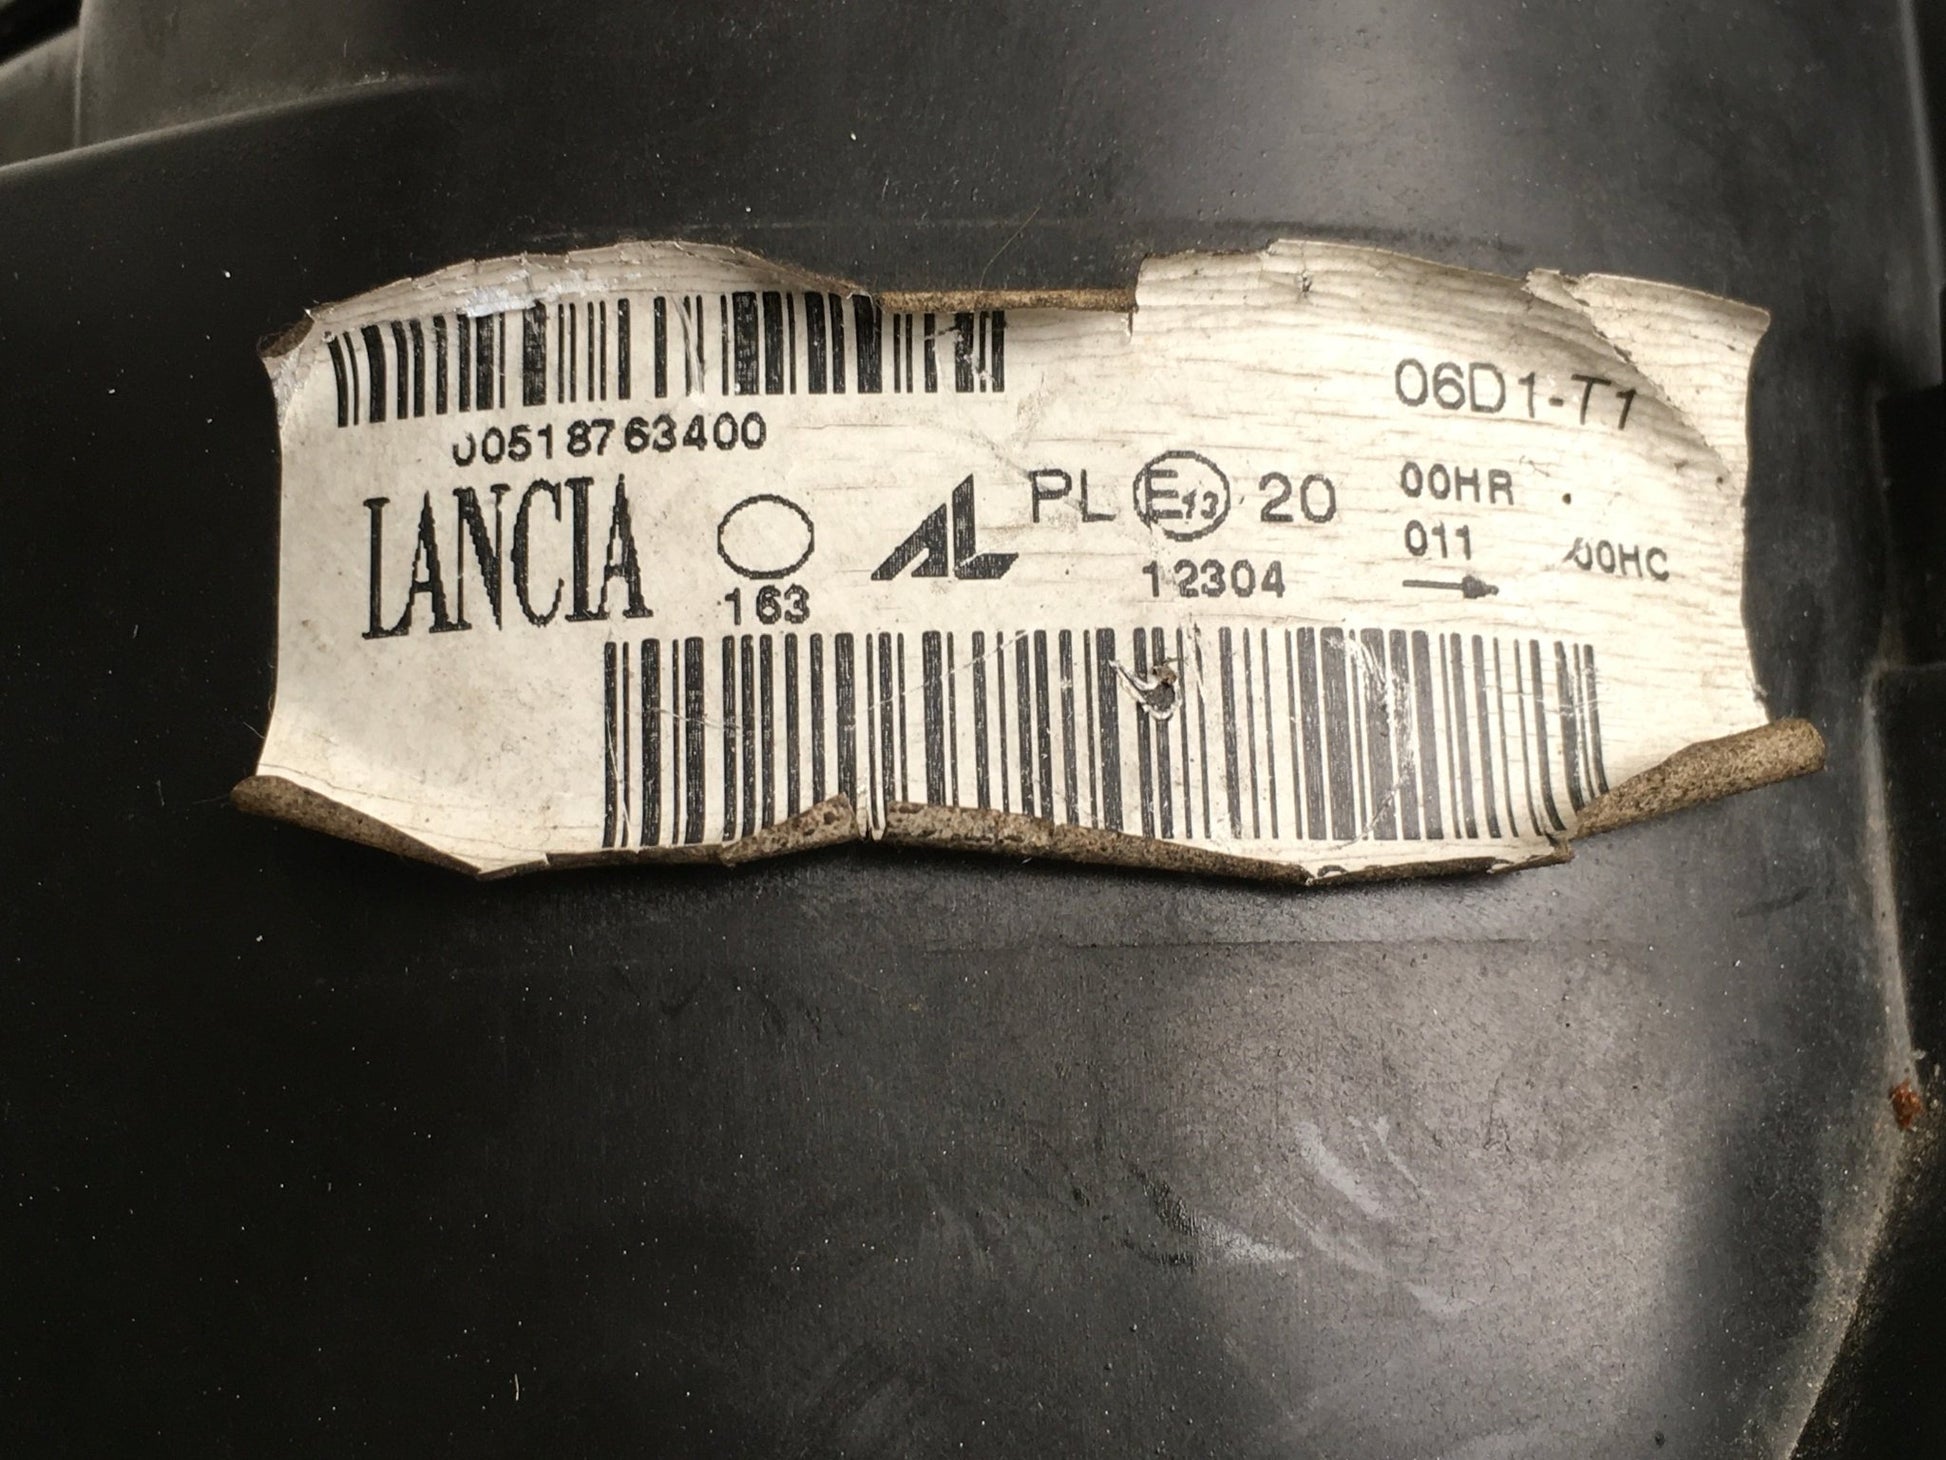 06D1-T1
00518763400
LANCIA
163
AL
PL E13 20
12304
00HR
011
00HC